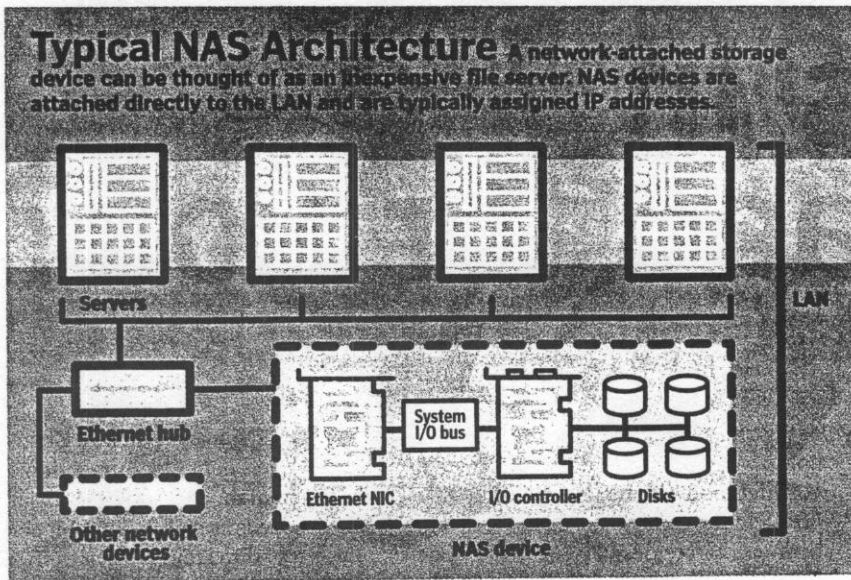 Typical NAS Architecture A network-attached storage
device can be thought of as an inexpensive file server. NAS devices are
attached directly to the LAN and are typically assigned IP addresses.
Servers
LAN
Ethernet hub
System
I/O bus
Ethernet NIC
I/O controller
Disks
Other network
devices
NAS device